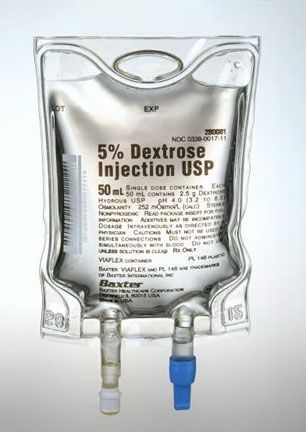 LOT EXP
2B0081
NDC 0338-0017-11
5% Dextrose
Injection USP
50 mL SINGLE DOSE CONTAINER EACH
50 mL CONTAINS 2.5 g DEXTROSE
HYDROUS USP pH 4.0 (3.2 TO 6.5)
OSMOLARITY 252 mOsmol/L (CALC) STERILE
NONPYROGENIC READ PACKAGE INSERT FOR FULL
INFORMATION ADDITIVES MAY BE INCOMPATIBLE
DOSAGE INTRAVENOUSLY AS DIRECTED BY
PHYSICIAN CAUTIONS MUST NOT BE USED
SERIES CONNECTIONS DO NOT ADMINISTER
SIMULTANEOUSLY WITH BLOOD DO NOT
UNLESS SOLUTION IS CLEAR RX ONLY
VIAFLEX CONTAINER PL 146 PLASTIC
BAXTER VIAFLEX AND PL 146 ARE TRADEMARKS
OF BAXTER INTERNATIONAL INC
Baxter
BAXTER HEALTHCARE CORPORATION
DEERFIELD IL 60015 USA
MADE IN USA